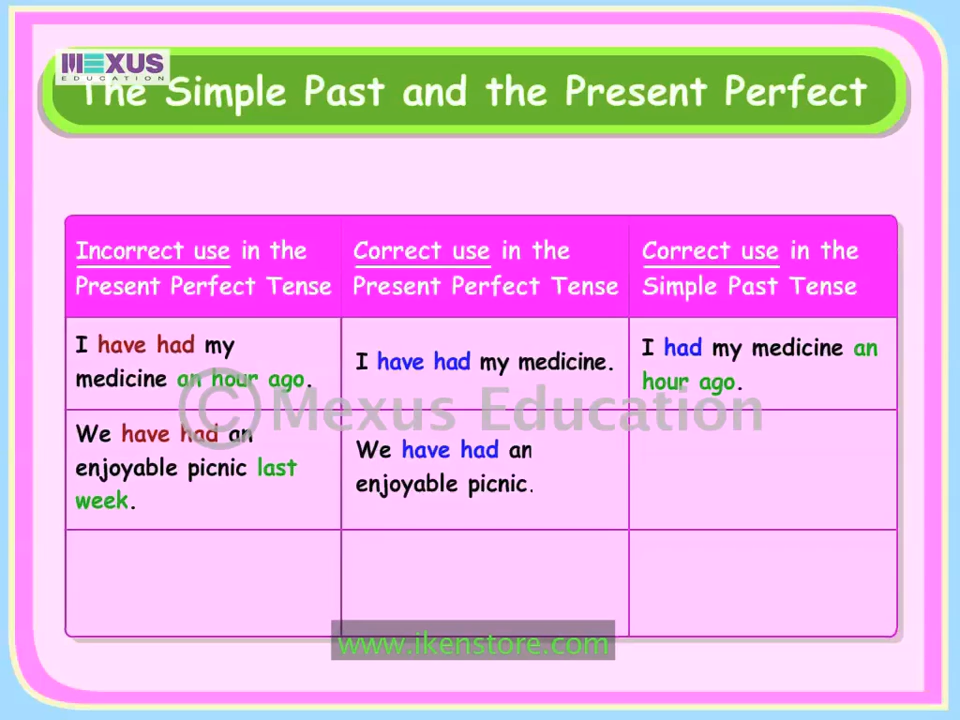 MEXUS
EDUCATION
The Simple Past and the Present Perfect
Incorrect use in the
Present Perfect Tense
Correct use in the
Present Perfect Tense
Correct use in the
Simple Past Tense
I have had my
medicine an hour ago.
I have had my medicine.
I had my medicine an
hour ago.
We have had an
enjoyable picnic last
week.
We have had an
enjoyable picnic.
© Mexus Education
www.ikenstore.com